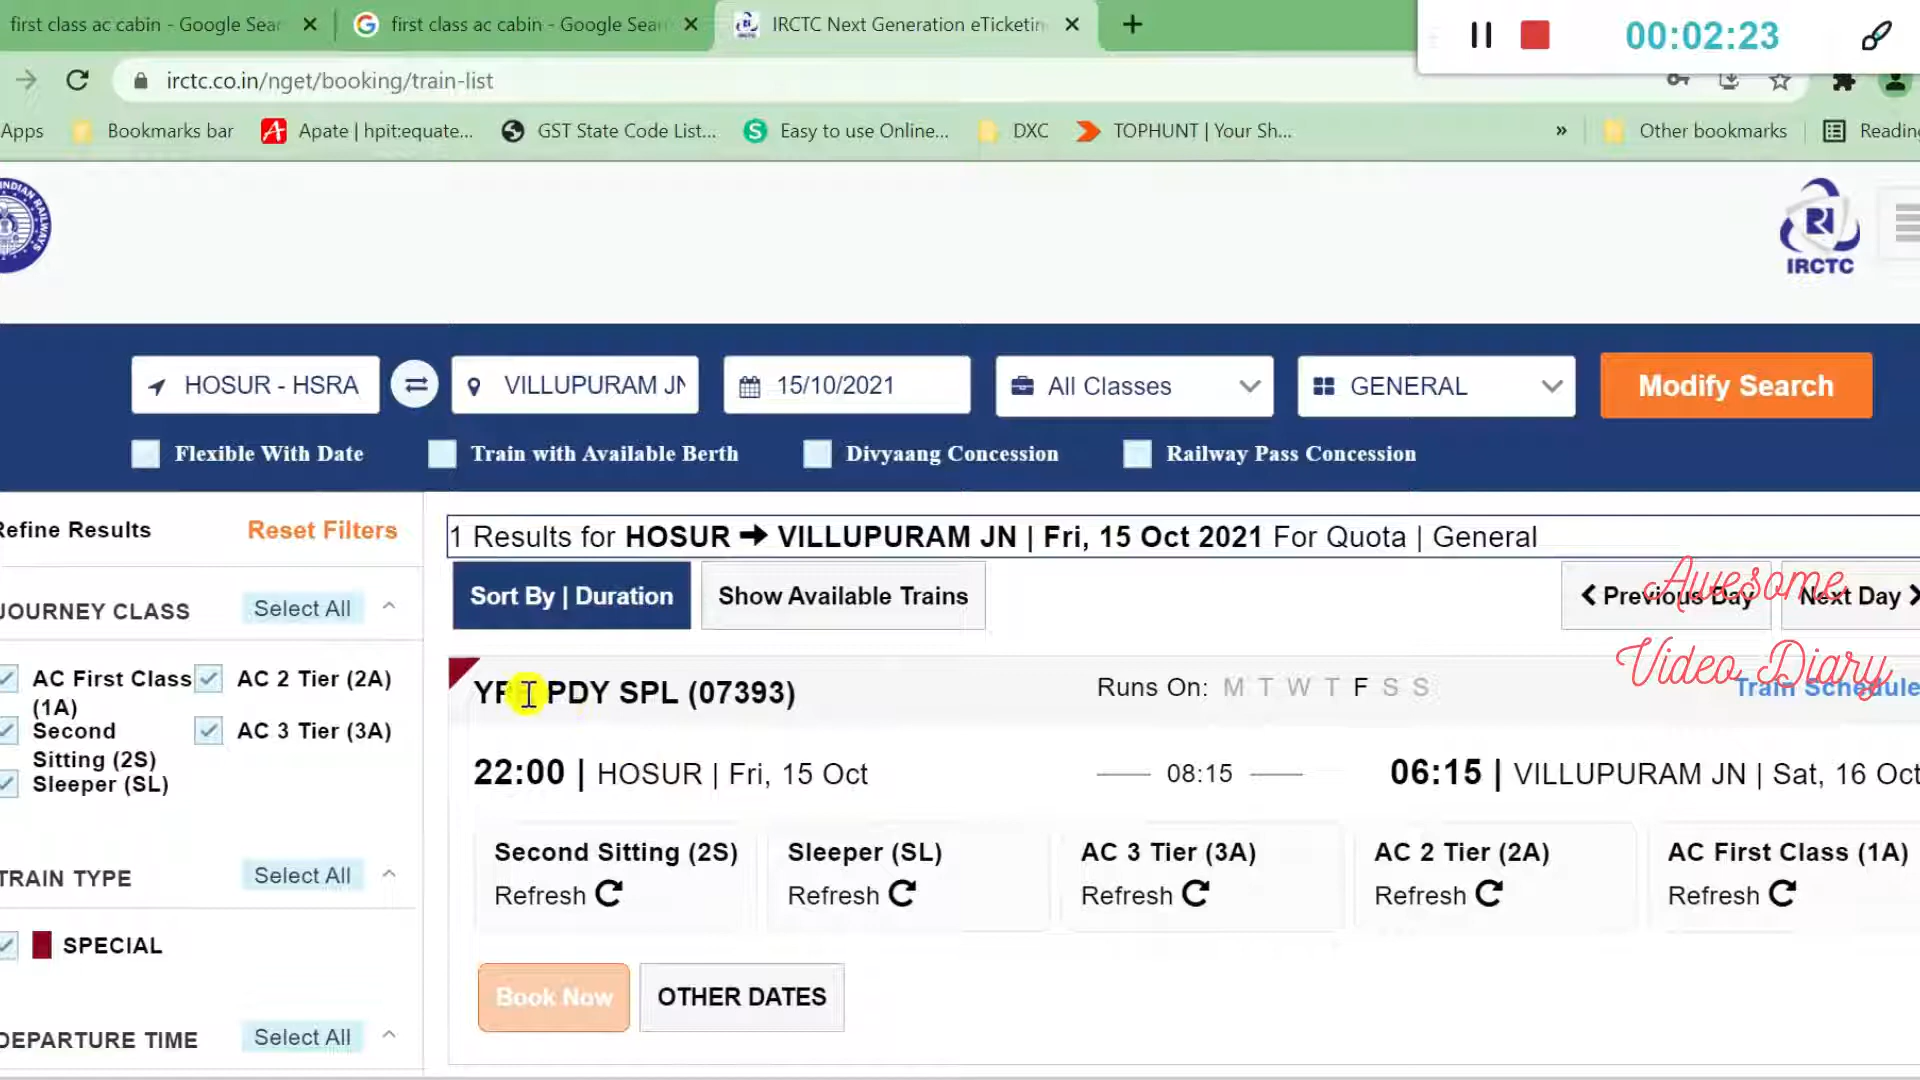 first class ac cabin - Google Sear
first class ac cabin - Google Sear
IRCTC Next Generation eTicketin
00:02:23
irctc.co.in/nget/booking/train-list
Apps
Bookmarks bar
Apate | hpit:equate...
GST State Code List...
Easy to use Online...
DXC
TOPHUNT | Your Sh...
»
Other bookmarks
Reading
INDIAN RAILWAYS
IRCTC
HOSUR - HSRA
VILLUPURAM JN
15/10/2021
All Classes
GENERAL
Modify Search
Flexible With Date
Train with Available Berth
Divyaang Concession
Railway Pass Concession
Refine Results
Reset Filters
1 Results for HOSUR ➔ VILLUPURAM JN | Fri, 15 Oct 2021 For Quota | General
Sort By | Duration
Show Available Trains
Previous Day
Next Day
Awesome
Video Diary
JOURNEY CLASS
Select All
AC First Class (1A)
AC 2 Tier (2A)
Second Sitting (2S)
AC 3 Tier (3A)
Sleeper (SL)
PDY SPL (07393)
Runs On: M T W T F S S
Train Schedule
22:00 | HOSUR | Fri, 15 Oct
08:15
06:15 | VILLUPURAM JN | Sat, 16 Oct
Second Sitting (2S)
Refresh
Sleeper (SL)
Refresh
AC 3 Tier (3A)
Refresh
AC 2 Tier (2A)
Refresh
AC First Class (1A)
Refresh
TRAIN TYPE
Select All
SPECIAL
Book Now
OTHER DATES
DEPARTURE TIME
Select All